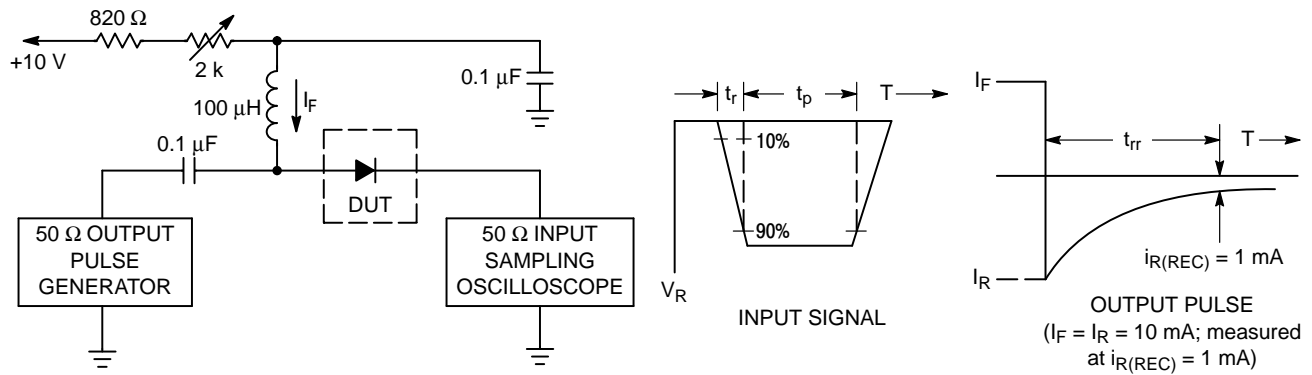 820 Ω
+10 V
2 k
100 µH
I_F
0.1 µF
0.1 µF
DUT
50 Ω OUTPUT
PULSE
GENERATOR
50 Ω INPUT
SAMPLING
OSCILLOSCOPE
t_r
t_p
T
10%
90%
V_R
INPUT SIGNAL
I_F
t_rr
T
i_R(REC) = 1 mA
I_R
OUTPUT PULSE
(I_F = I_R = 10 mA; measured
at i_R(REC) = 1 mA)